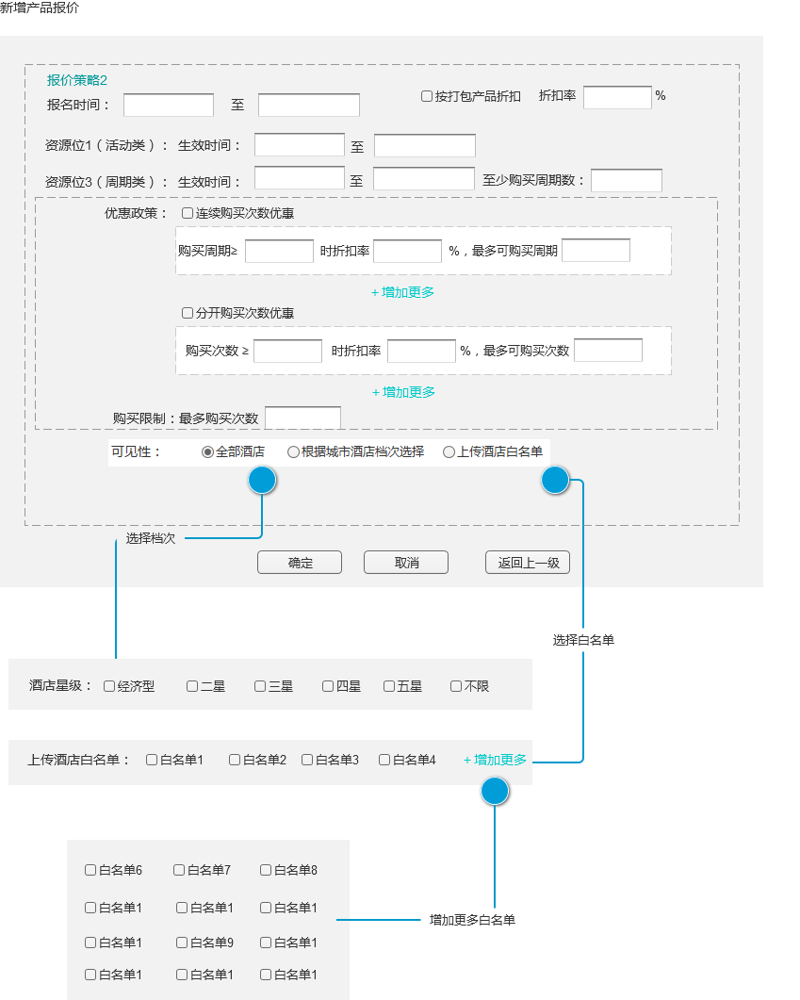 新增产品报价
报价策略2
报名时间： 至 按打包产品折扣 折扣率 %
资源位1（活动类）： 生效时间： 至
资源位3（周期类）： 生效时间： 至 至少购买周期数：
优惠政策： 连续购买次数优惠
购买周期≥ 时折扣率 %，最多可购买周期
+增加更多
分开购买次数优惠
购买次数 ≥ 时折扣率 %，最多可购买次数
+增加更多
购买限制：最多购买次数
可见性： 全部酒店 根据城市酒店档次选择 上传酒店白名单
选择档次
确定 取消 返回上一级
选择白名单
酒店星级： 经济型 二星 三星 四星 五星 不限
上传酒店白名单： 白名单1 白名单2 白名单3 白名单4 +增加更多
白名单6 白名单7 白名单8
白名单1 白名单1 白名单1
增加更多白名单
白名单1 白名单9 白名单1
白名单1 白名单1 白名单1